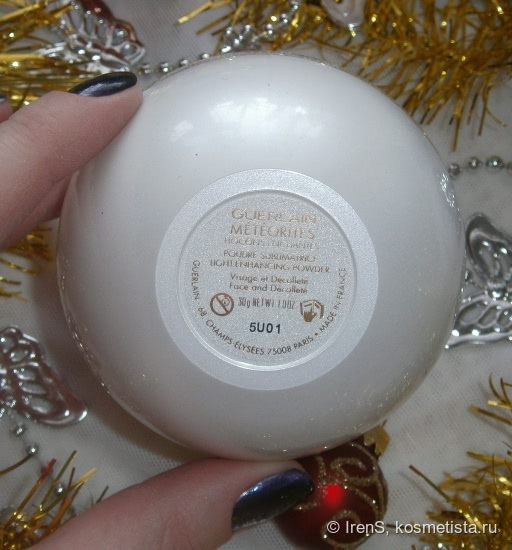 GUERLAIN
MÉTÉORITES
POUDRE SUBLIMATRICE
LIGHT-ENHANCING POWDER
Visage et Décolleté
Face and Décolleté
30g NET WT. 1.0 OZ.
5U01
GUERLAIN • 68, CHAMPS ELYSÉES 75008 PARIS • MADE IN FRANCE
© IrenS, kosmetista.ru